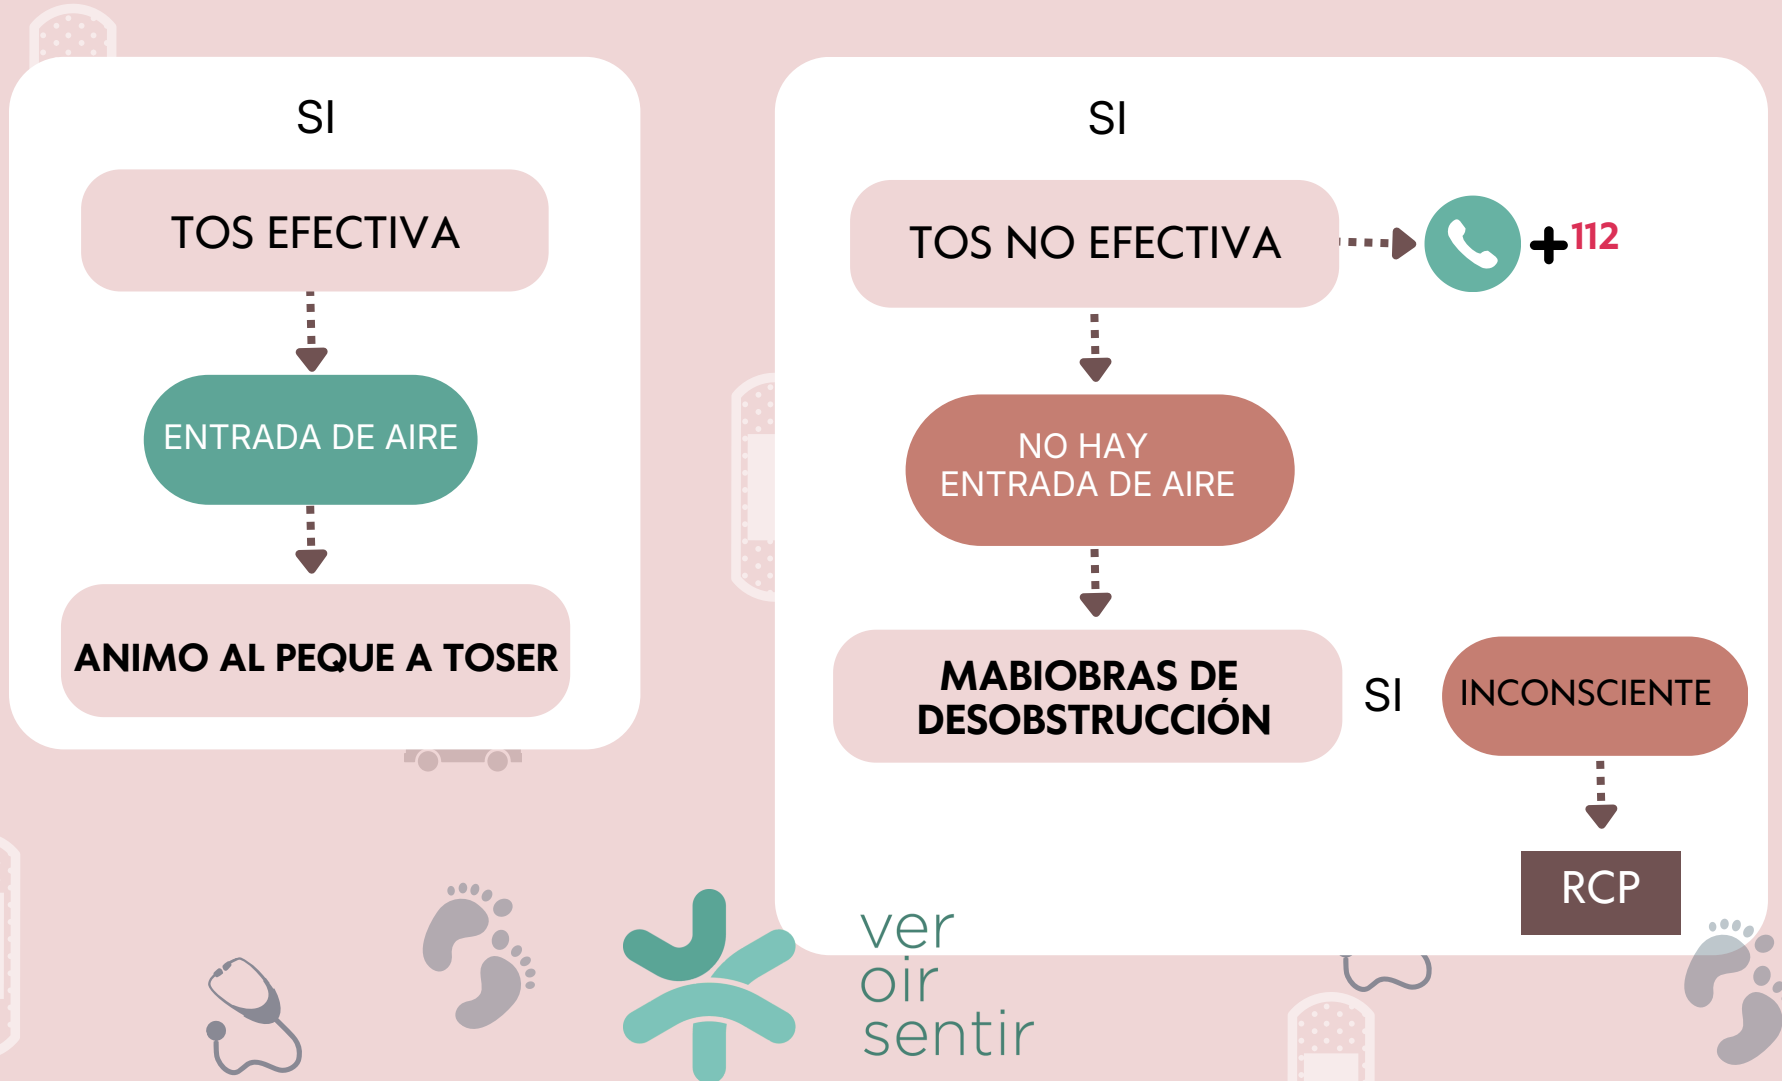 SI
TOS EFECTIVA
ENTRADA DE AIRE
ANIMO AL PEQUE A TOSER
SI
TOS NO EFECTIVA
+112
NO HAY
ENTRADA DE AIRE
MABIOBRAS DE
DESOBSTRUCCIÓN
SI
INCONSCIENTE
RCP
ver
oir
sentir